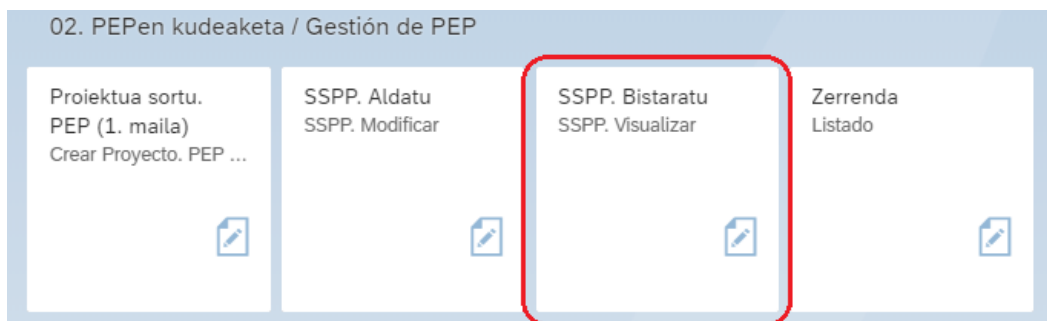 02. PEPen kudeaketa / Gestión de PEP
Proiektua sortu.
PEP (1. maila)
Crear Proyecto. PEP ...
SSPP. Aldatu
SSPP. Modificar
SSPP. Bistaratu
SSPP. Visualizar
Zerrenda
Listado